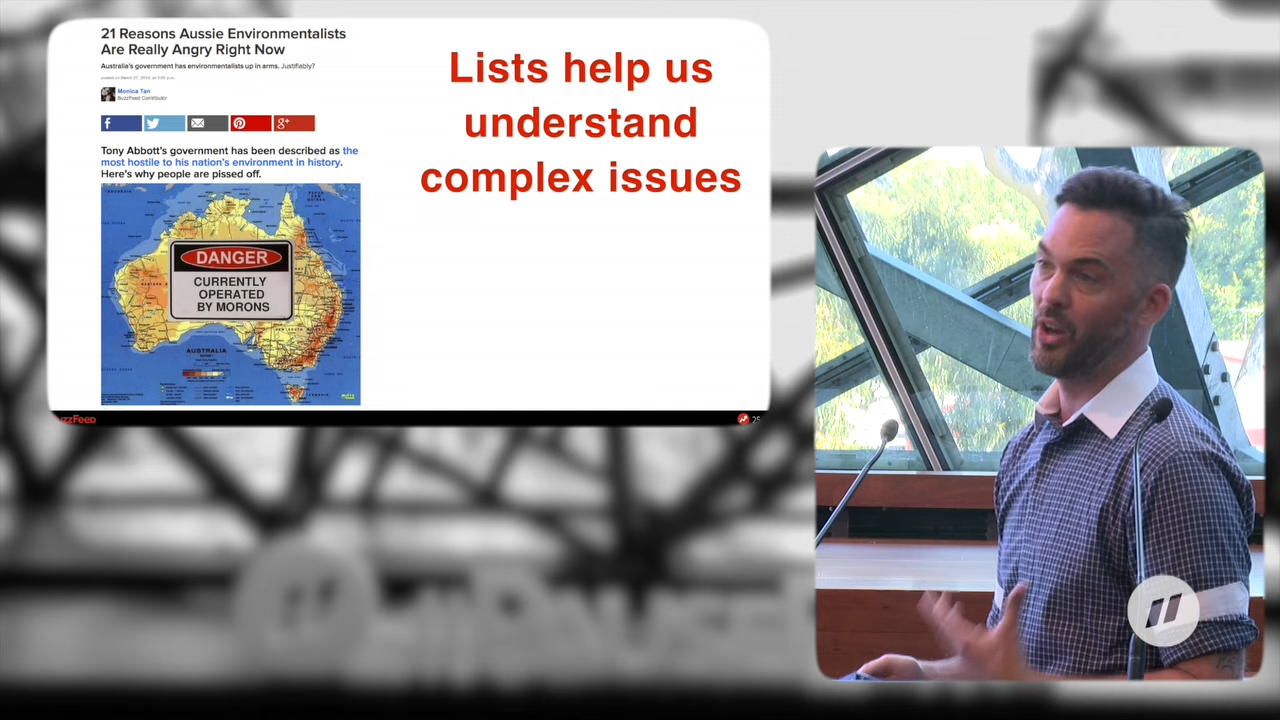 21 Reasons Aussie Environmentalists
Are Really Angry Right Now
Australia's government has environmentalists up in arms. Justifiably?
Monica Tan
BuzzFeed Contributor
Tony Abbott's government has been described as the
most hostile to his nation's environment in history.
Here's why people are pissed off.
DANGER
CURRENTLY
OPERATED
BY MORONS
AUSTRALIA
Lists help us
understand
complex issues
uzzFeed
25